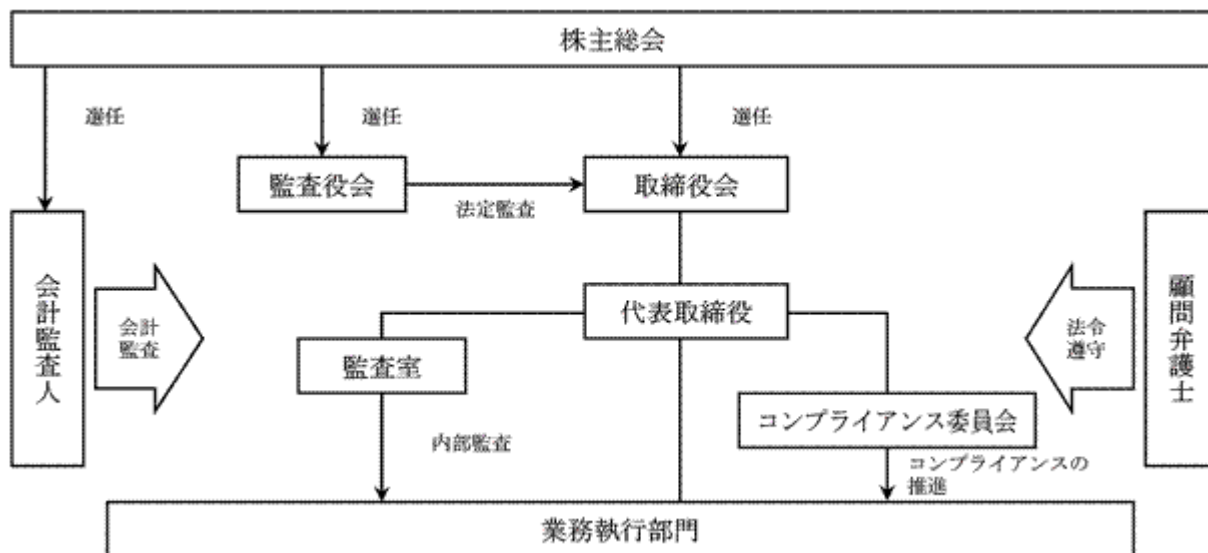 株主総会
選任
選任
選任
監査役会
取締役会
法定監査
会計監査人
会計
監査
代表取締役
法令
遵守
顧問弁護士
監査室
コンプライアンス委員会
内部監査
コンプライアンスの
推進
業務執行部門